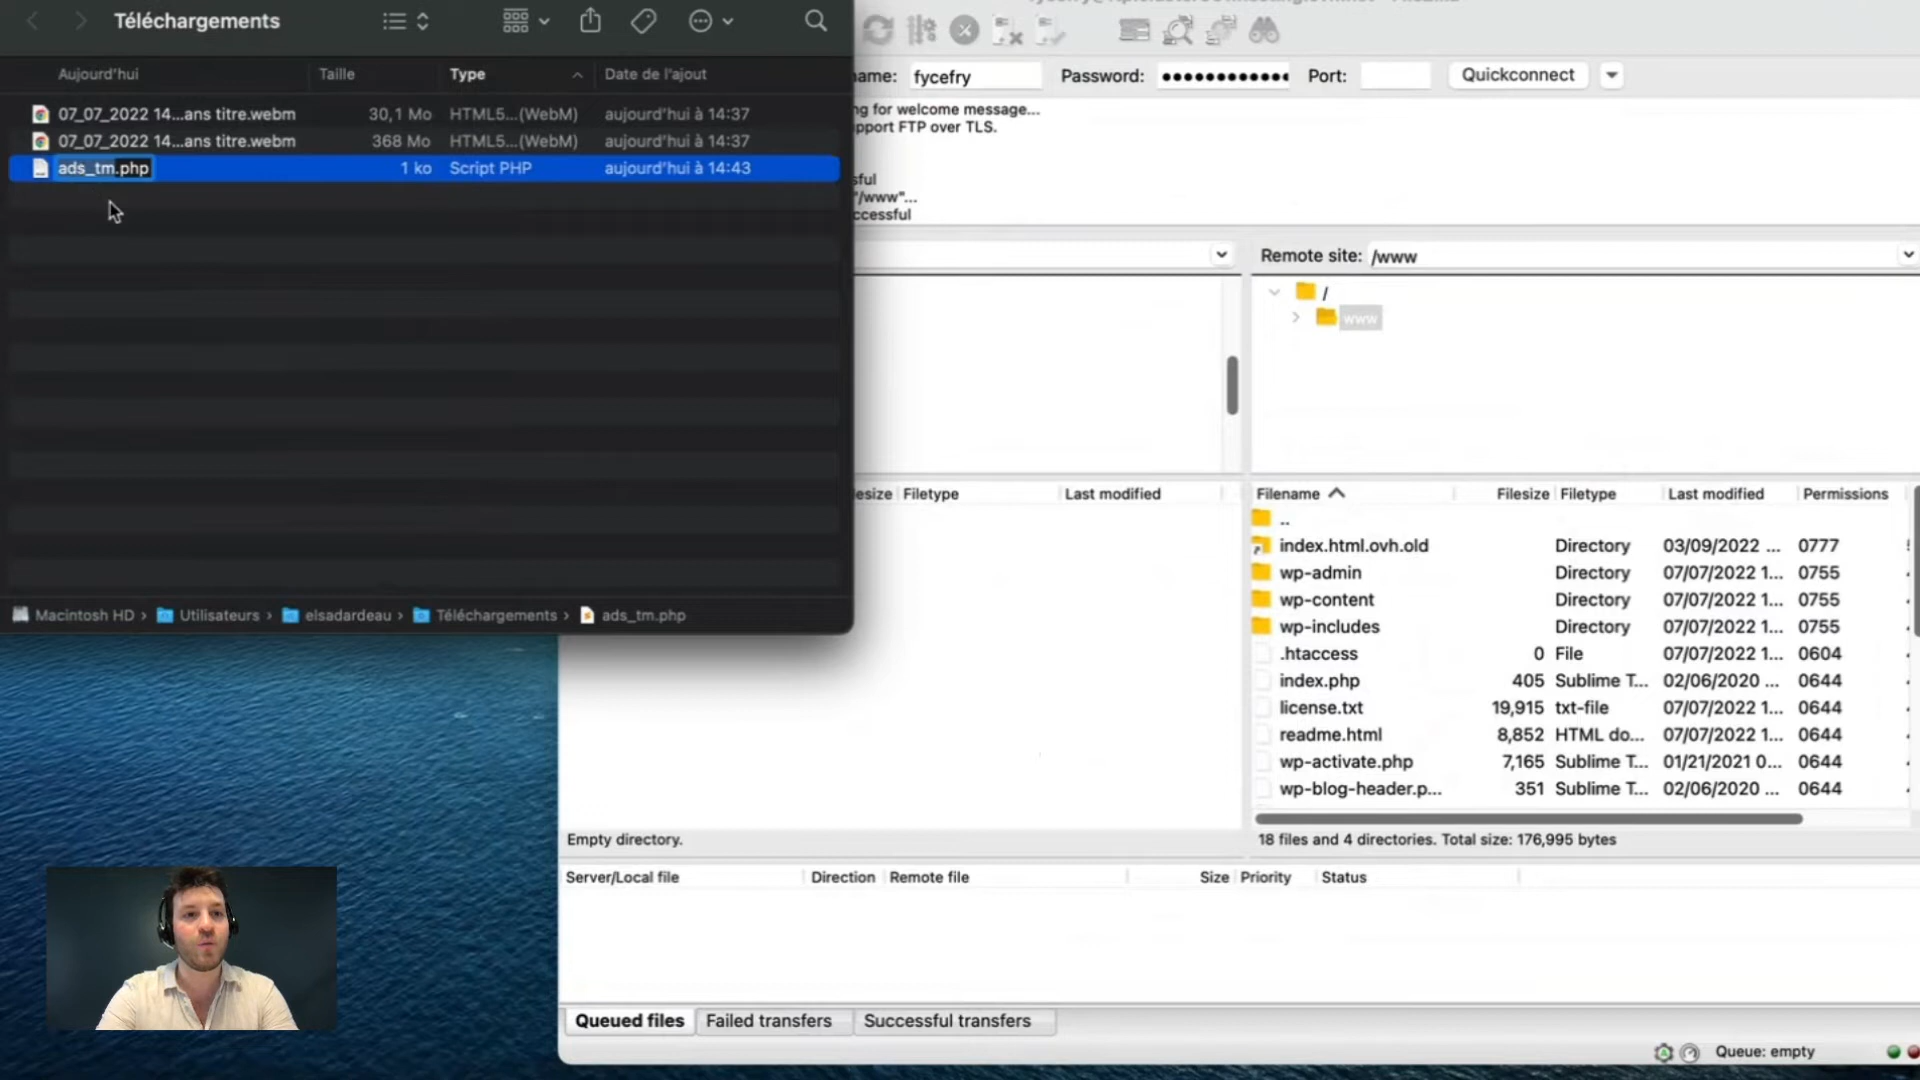 Téléchargements
Aujourd'hui Taille Type Date de l'ajout
07_07_2022 14...ans titre.webm 30,1 Mo HTML5...(WebM) aujourd'hui à 14:37
07_07_2022 14...ans titre.webm 368 Mo HTML5...(WebM) aujourd'hui à 14:37
ads_tm.php 1 ko Script PHP aujourd'hui à 14:43
Macintosh HD › Utilisateurs › elsadardeau › Téléchargements › ads_tm.php
ame: fycefry Password: ●●●●●●●●●●●● Port: Quickconnect
ng for welcome message...
pport FTP over TLS.
sful
"/www"...
ccessful
Remote site: /www
/
www
esize Filetype Last modified
Filename Filesize Filetype Last modified Permissions
..
index.html.ovh.old Directory 03/09/2022 ... 0777
wp-admin Directory 07/07/2022 1... 0755
wp-content Directory 07/07/2022 1... 0755
wp-includes Directory 07/07/2022 1... 0755
.htaccess 0 File 07/07/2022 1... 0604
index.php 405 Sublime T... 02/06/2020 ... 0644
license.txt 19,915 txt-file 07/07/2022 1... 0644
readme.html 8,852 HTML do... 07/07/2022 1... 0644
wp-activate.php 7,165 Sublime T... 01/21/2021 0... 0644
wp-blog-header.p... 351 Sublime T... 02/06/2020 ... 0644
Empty directory.
18 files and 4 directories. Total size: 176,995 bytes
Server/Local file Direction Remote file Size Priority Status
Queued files Failed transfers Successful transfers
Queue: empty